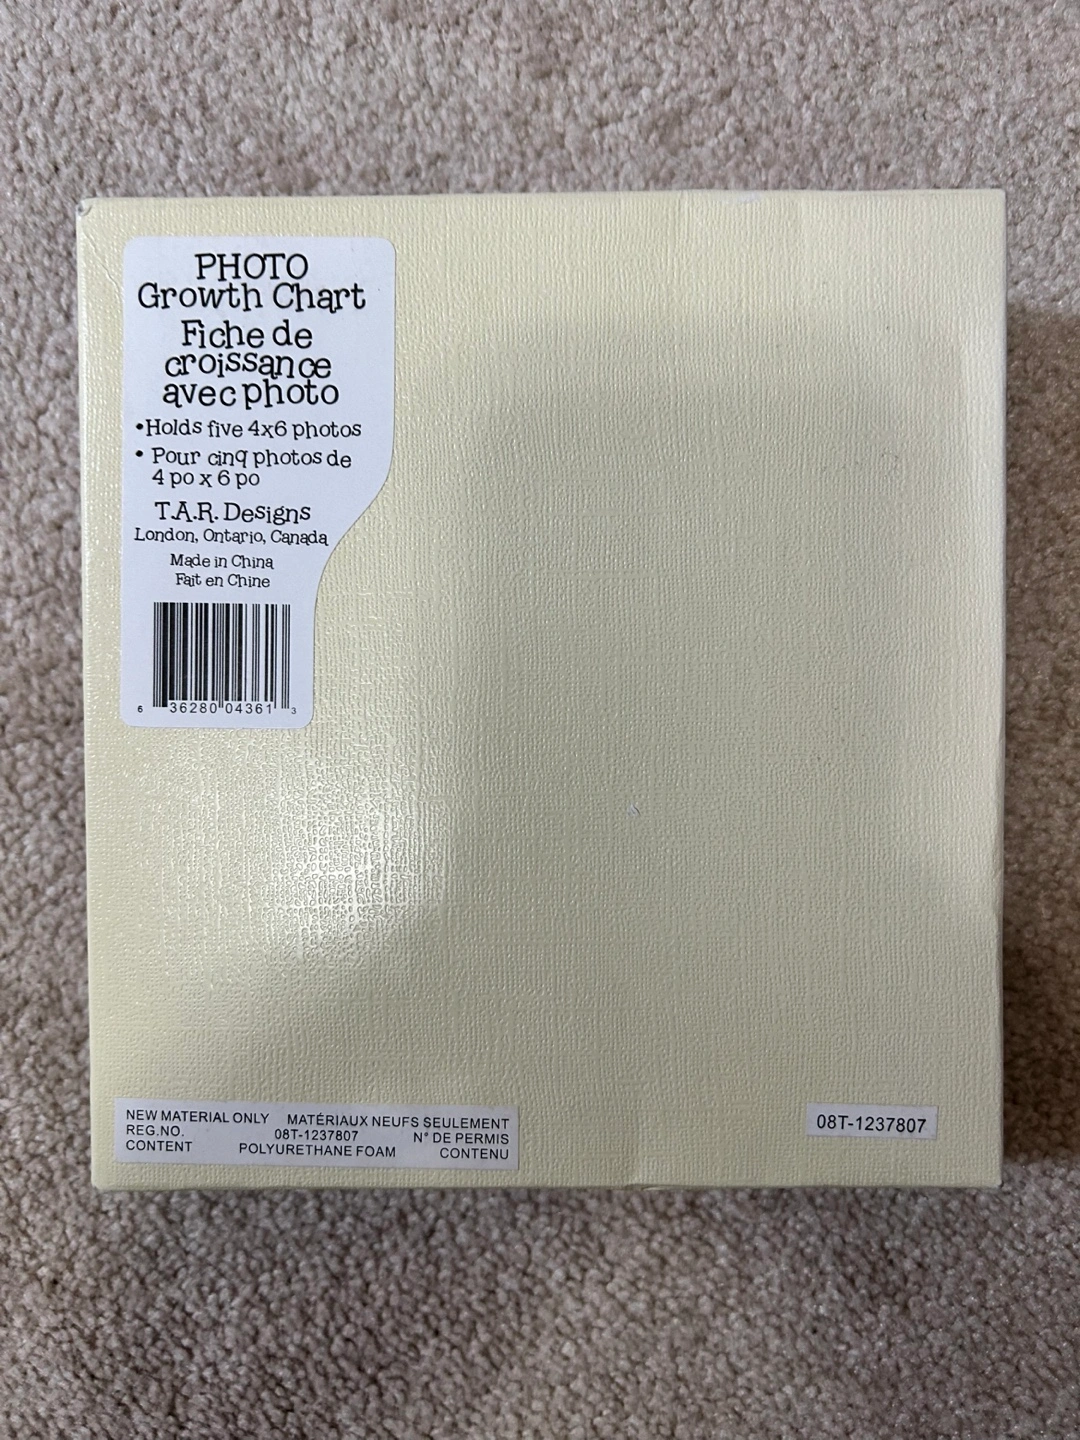 PHOTO
Growth Chart
Fiche de
croissance
avec photo
•Holds five 4x6 photos
• Pour cinq photos de
4 po x 6 po
T.A.R. Designs
London, Ontario, Canada
Made in China
Fait en Chine
6 36280 04361 3
NEW MATERIAL ONLY MATÉRIAUX NEUFS SEULEMENT
REG.NO. 08T-1237807 N° DE PERMIS
CONTENT POLYURETHANE FOAM CONTENU
08T-1237807